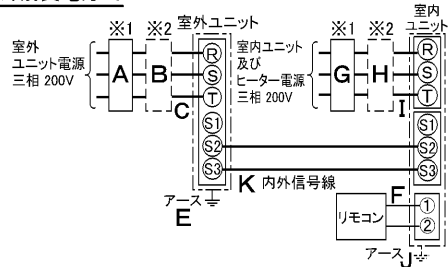 ※1
※2
室外ユニット
室外
ユニット電源
三相 200V
A
B
C
R
S
T
S1
S2
S3
アース
E
※1
※2
室内
ユニット
室内ユニット
及び
ヒーター電源
三相 200V
G
H
I
R
S
T
S1
S2
S3
K 内外信号線
F
リモコン
①
②
アース
J